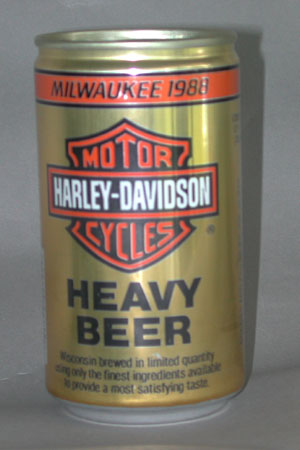 MILWAUKEE 1988
MOTOR
HARLEY-DAVIDSON
CYCLES
®
HEAVY
BEER
Wisconsin brewed in limited quantity
using only the finest ingredients available
to provide a most satisfying taste.